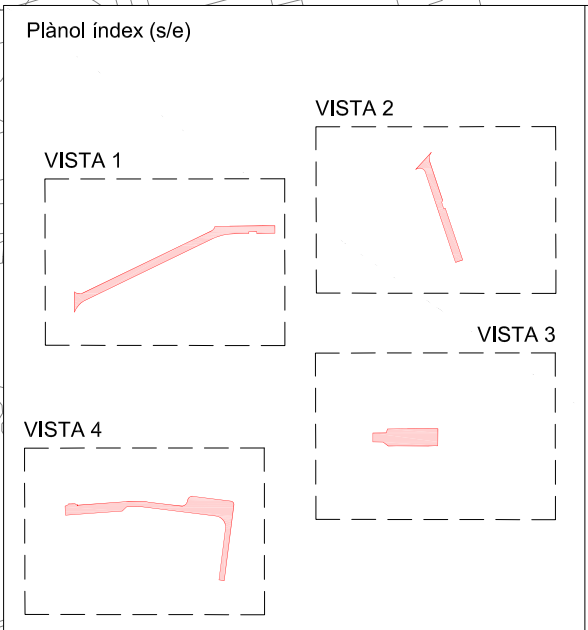 Plànol índex (s/e)
VISTA 2
VISTA 1
VISTA 3
VISTA 4